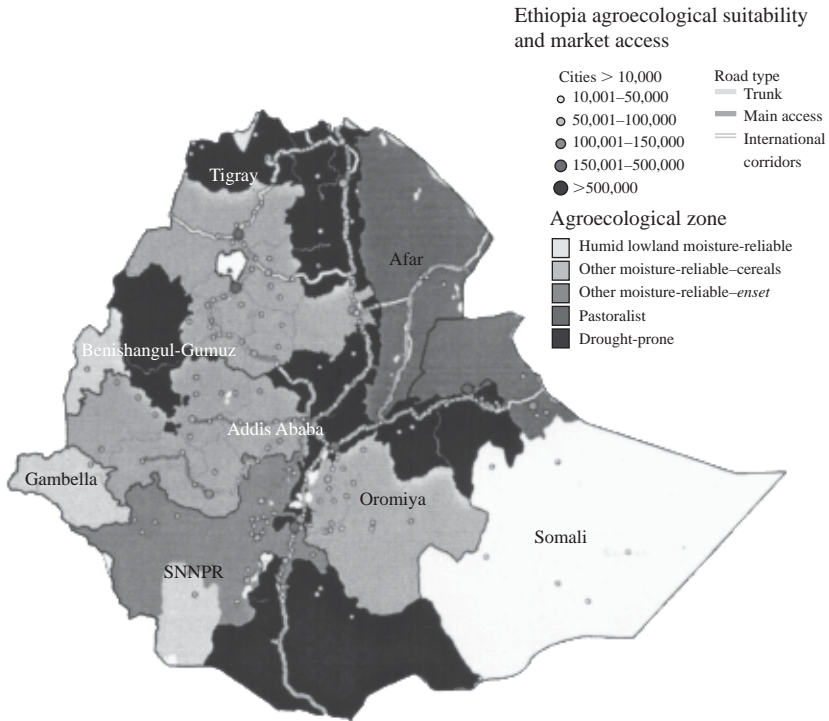 Ethiopia agroecological suitability
and market access
Cities > 10,000
10,001–50,000
50,001–100,000
100,001–150,000
150,001–500,000
>500,000
Road type
Trunk
Main access
International
corridors
Agroecological zone
Humid lowland moisture-reliable
Other moisture-reliable–cereals
Other moisture-reliable–enset
Pastoralist
Drought-prone
Tigray
Afar
Benishangul-Gumuz
Addis Ababa
Gambella
Oromiya
Somali
SNNPR